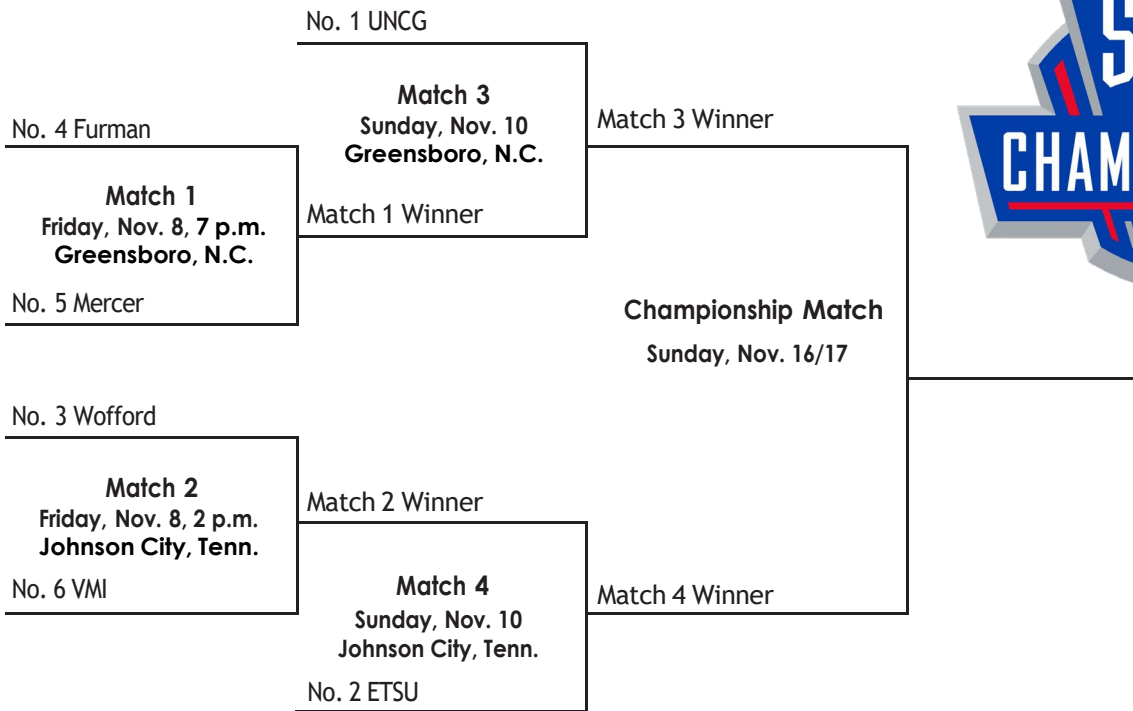 No. 1 UNCG
Match 3
Sunday, Nov. 10
Greensboro, N.C.
No. 4 Furman
Match 3 Winner
Match 1
Friday, Nov. 8, 7 p.m.
Greensboro, N.C.
Match 1 Winner
No. 5 Mercer
Championship Match
Sunday, Nov. 16/17
No. 3 Wofford
Match 2
Friday, Nov. 8, 2 p.m.
Johnson City, Tenn.
Match 2 Winner
No. 6 VMI
Match 4
Sunday, Nov. 10
Johnson City, Tenn.
Match 4 Winner
No. 2 ETSU
S
CHAM